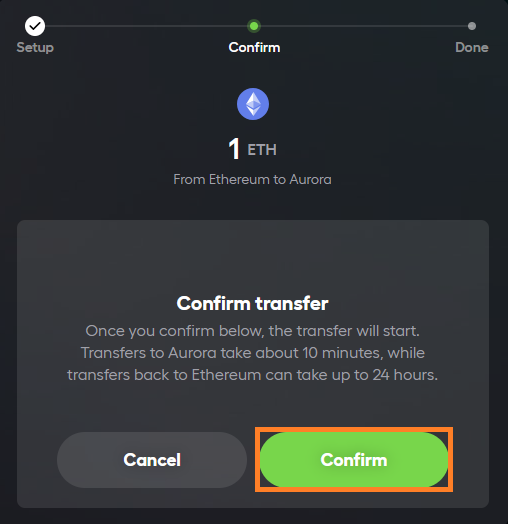 Setup
Confirm
Done
1 ETH
From Ethereum to Aurora
Confirm transfer
Once you confirm below, the transfer will start.
Transfers to Aurora take about 10 minutes, while
transfers back to Ethereum can take up to 24 hours.
Cancel
Confirm